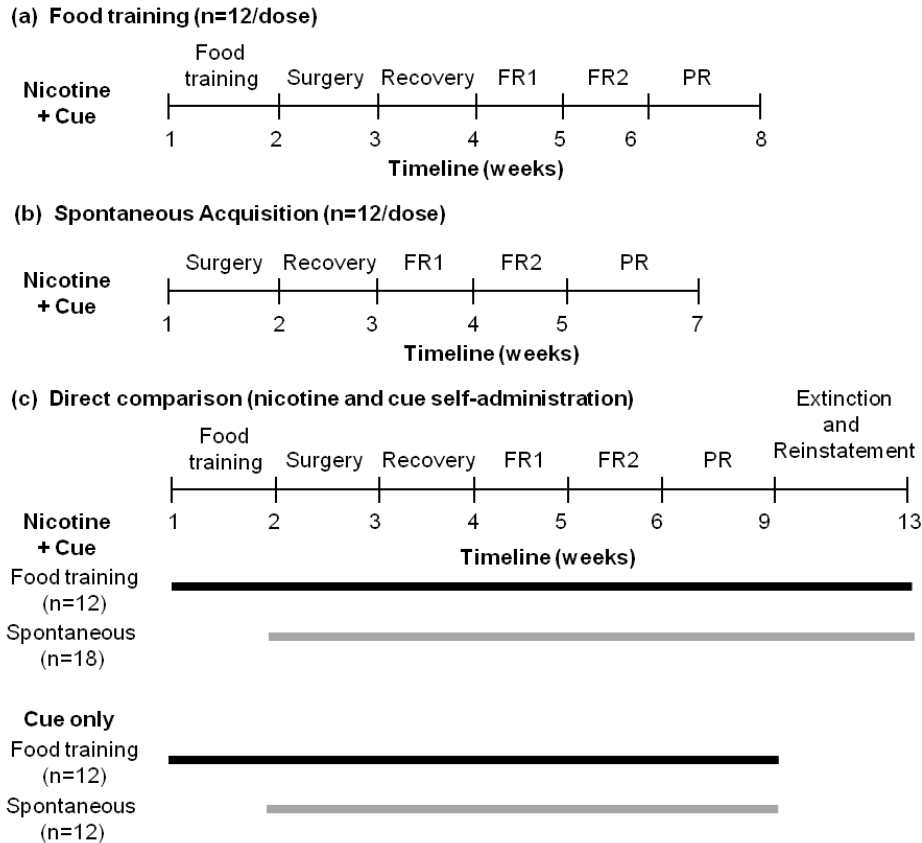 (a) Food training (n=12/dose)
Food
training
Surgery Recovery FR1 FR2 PR
Nicotine
+ Cue
1 2 3 4 5 6 8
Timeline (weeks)
(b) Spontaneous Acquisition (n=12/dose)
Surgery Recovery FR1 FR2 PR
Nicotine
+ Cue
1 2 3 4 5 7
Timeline (weeks)
(c) Direct comparison (nicotine and cue self-administration)
Extinction
and
Reinstatement
Food
training
Surgery Recovery FR1 FR2 PR
1 2 3 4 5 6 9 13
Nicotine
+ Cue
Timeline (weeks)
Food training
(n=12)
Spontaneous
(n=18)
Cue only
Food training
(n=12)
Spontaneous
(n=12)